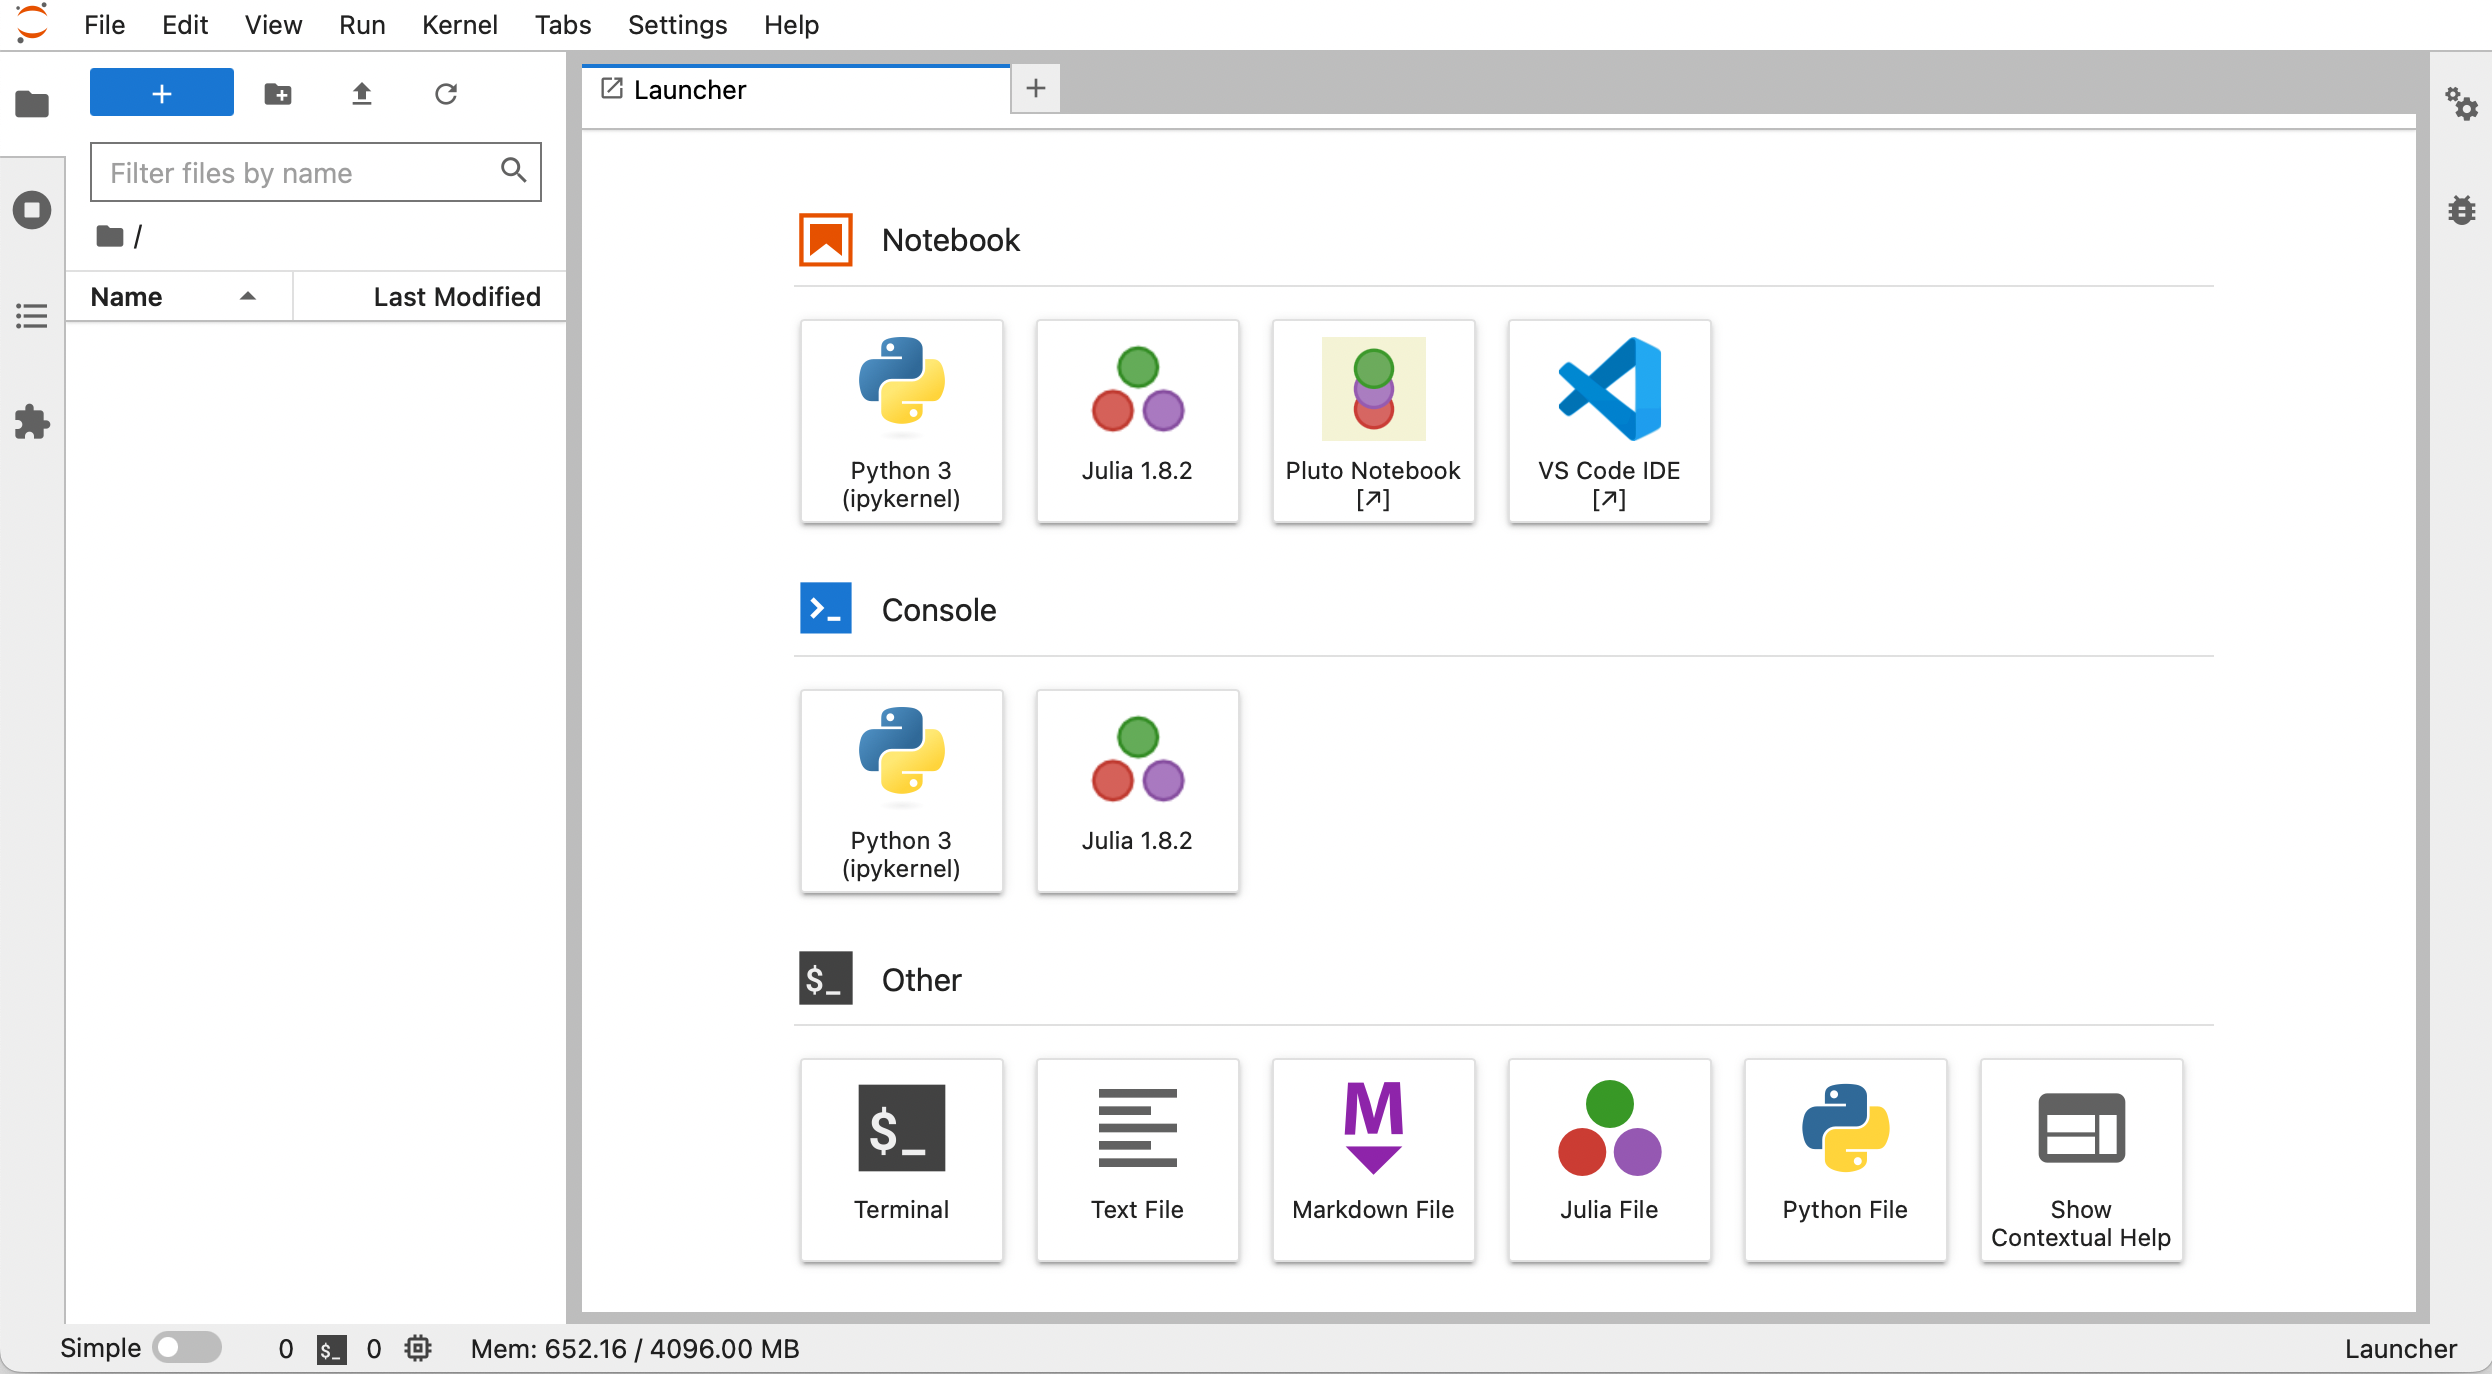 File Edit View Run Kernel Tabs Settings Help
+
Launcher
+
Filter files by name
/
Name
Last Modified
Notebook
Python 3
(ipykernel)
Julia 1.8.2
Pluto Notebook
[↗]
VS Code IDE
[↗]
Console
Python 3
(ipykernel)
Julia 1.8.2
$_ Other
$_
Terminal
Text File
M
Markdown File
Julia File
Python File
Show
Contextual Help
Simple 0 $_ 0 Mem: 652.16 / 4096.00 MB Launcher